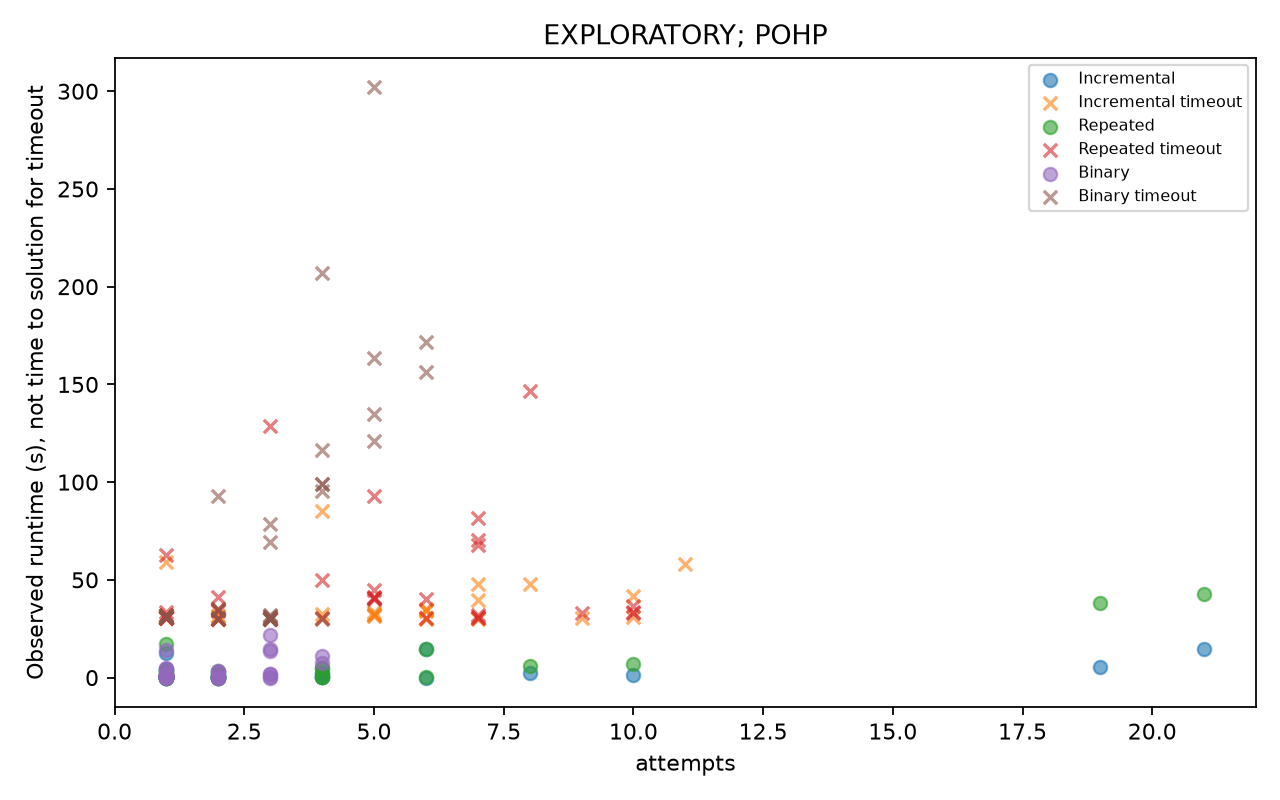 EXPLORATORY; POHP
Observed runtime (s), not time to solution for timeout
300
250
200
150
100
50
0
Incremental
Incremental timeout
Repeated
Repeated timeout
Binary
Binary timeout
0.0 2.5 5.0 7.5 10.0 12.5 15.0 17.5 20.0
attempts